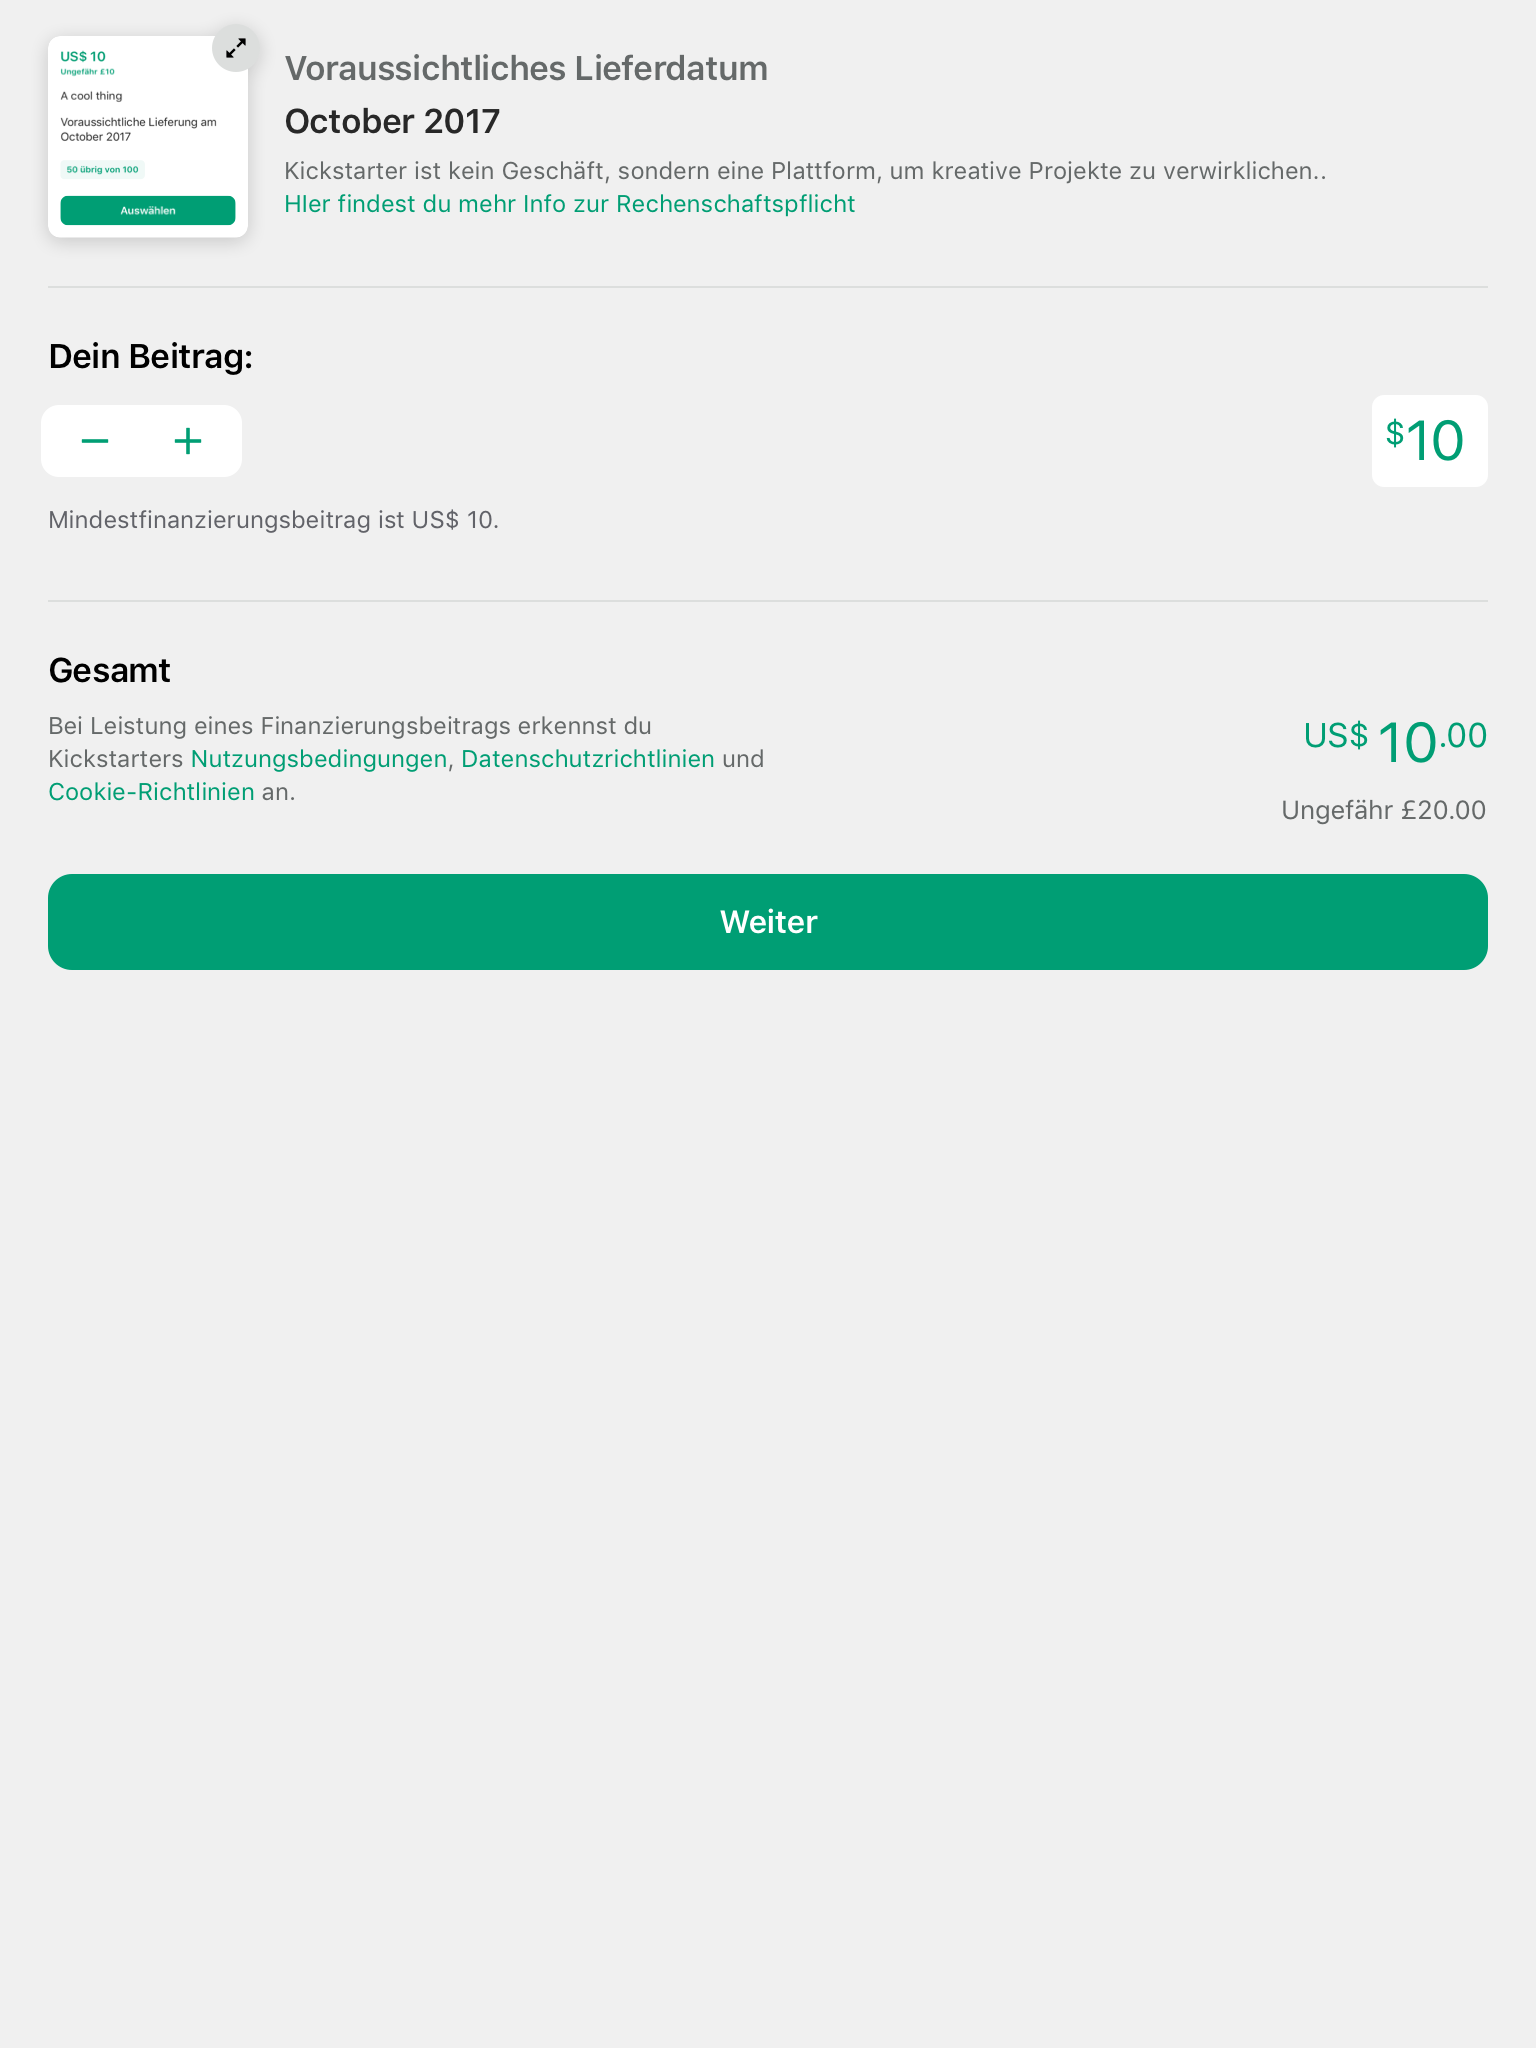 US$ 10
Ungefähr £10
A cool thing
Voraussichtliche Lieferung am
October 2017
50 übrig von 100
Auswählen
Voraussichtliches Lieferdatum
October 2017
Kickstarter ist kein Geschäft, sondern eine Plattform, um kreative Projekte zu verwirklichen..
HIer findest du mehr Info zur Rechenschaftspflicht
Dein Beitrag:
− +
$10
Mindestfinanzierungsbeitrag ist US$ 10.
Gesamt
Bei Leistung eines Finanzierungsbeitrags erkennst du
Kickstarters Nutzungsbedingungen, Datenschutzrichtlinien und
Cookie-Richtlinien an.
US$ 10.00
Ungefähr £20.00
Weiter